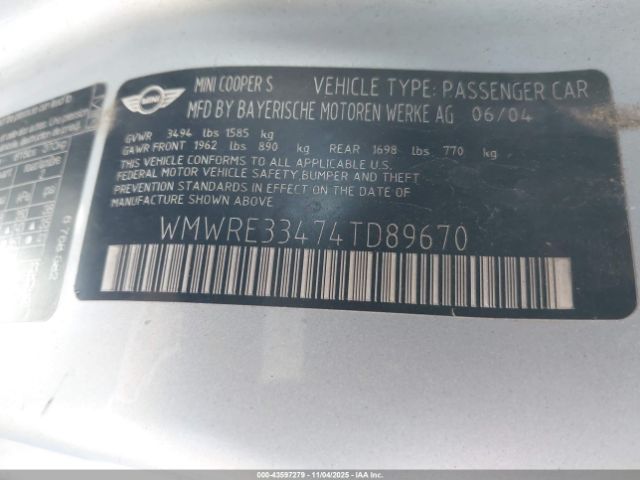 MINI
MINI COOPER S VEHICLE TYPE: PASSENGER CAR
MFD BY BAYERISCHE MOTOREN WERKE AG 06/04
GVWR 3494 lbs 1585 kg
GAWR FRONT 1962 lbs 890 kg REAR 1698 lbs 770 kg
THIS VEHICLE CONFORMS TO ALL APPLICABLE U.S.
FEDERAL MOTOR VEHICLE SAFETY, BUMPER AND THEFT
PREVENTION STANDARDS IN EFFECT ON THE DATE OF
MANUFACTURE SHOWN ABOVE.
WMWRE33474TD89670
000-43597279 - 11/04/2025 - IAAI.COM